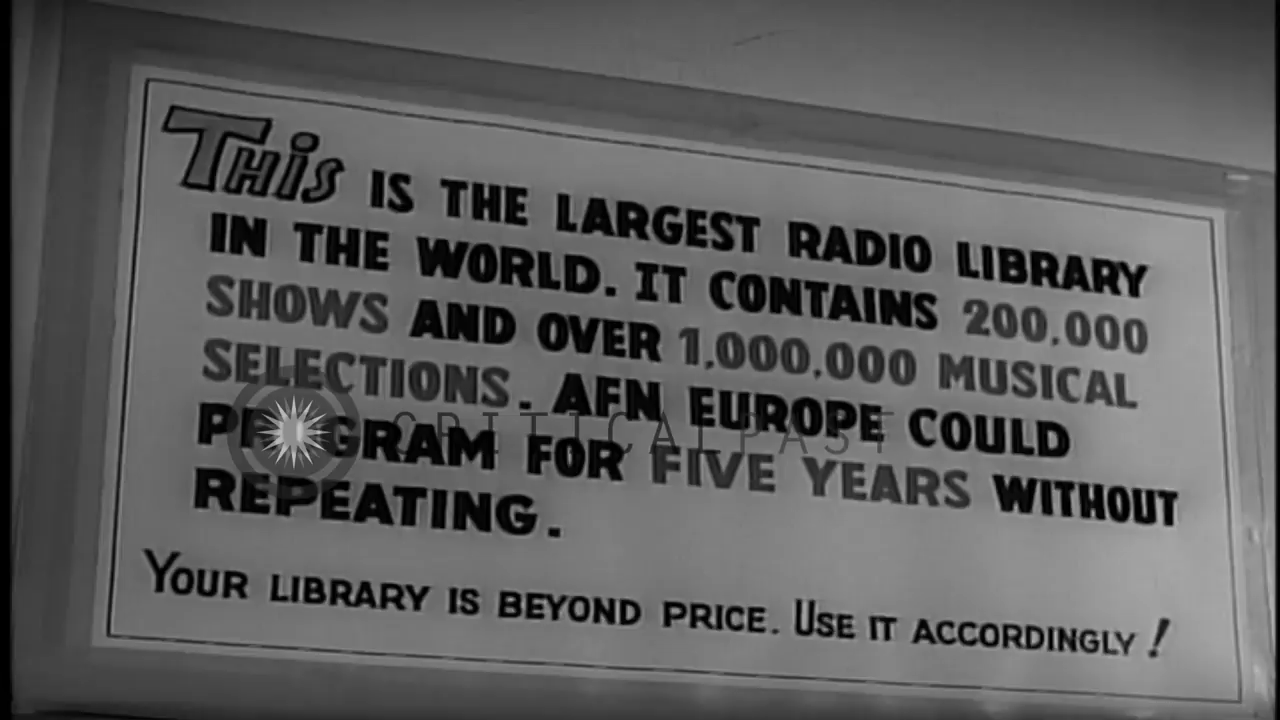 This IS THE LARGEST RADIO LIBRARY
IN THE WORLD. IT CONTAINS 200,000
SHOWS AND OVER 1,000,000 MUSICAL
SELECTIONS. AFN EUROPE COULD
PROGRAM FOR FIVE YEARS WITHOUT
REPEATING.
YOUR LIBRARY IS BEYOND PRICE. USE IT ACCORDINGLY!
CRITICALPAST